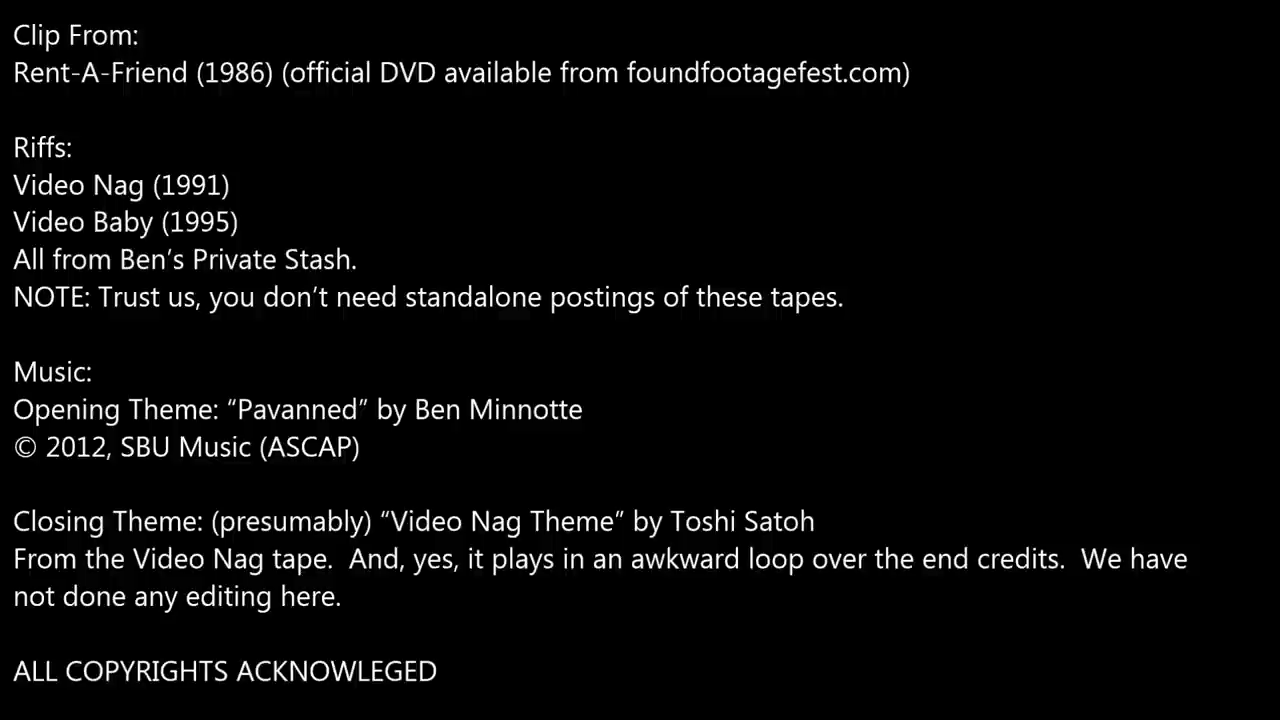 Clip From:
Rent-A-Friend (1986) (official DVD available from foundfootagefest.com)
Riffs:
Video Nag (1991)
Video Baby (1995)
All from Ben’s Private Stash.
NOTE: Trust us, you don’t need standalone postings of these tapes.
Music:
Opening Theme: “Pavanned” by Ben Minnotte
© 2012, SBU Music (ASCAP)
Closing Theme: (presumably) “Video Nag Theme” by Toshi Satoh
From the Video Nag tape.  And, yes, it plays in an awkward loop over the end credits.  We have
not done any editing here.
ALL COPYRIGHTS ACKNOWLEGED